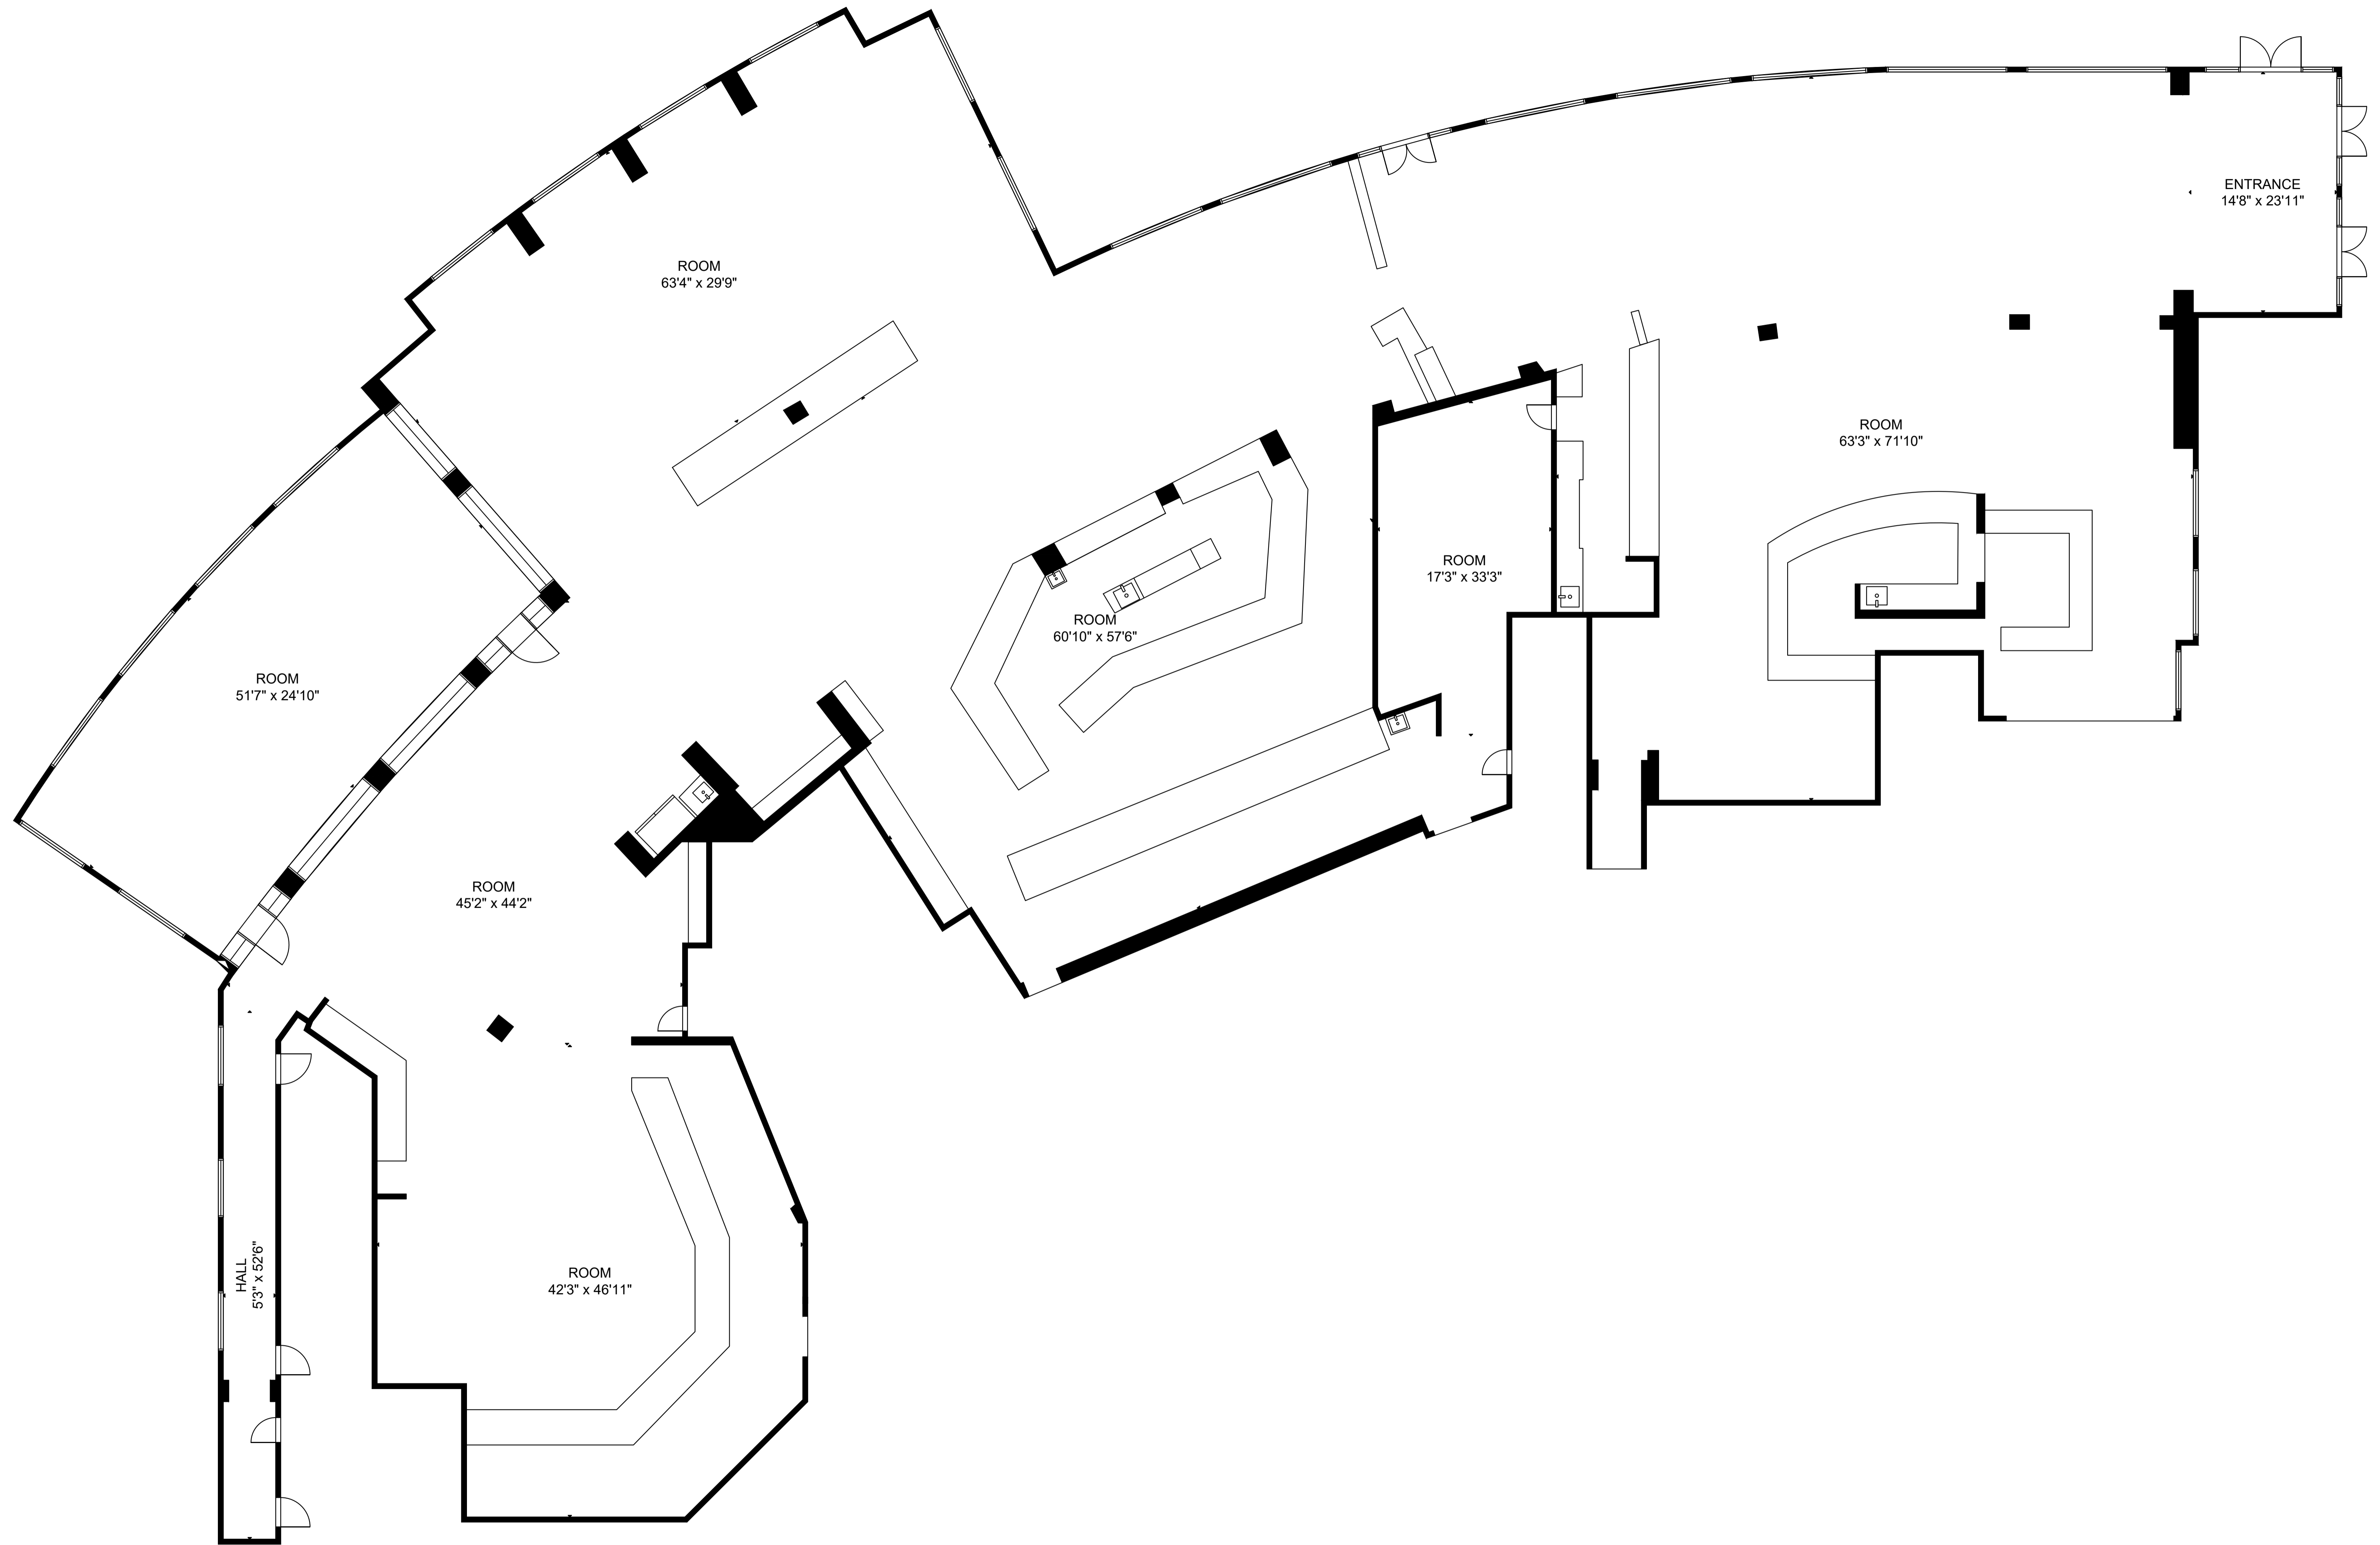 ENTRANCE
14'8" x 23'11"
ROOM
63'4" x 29'9"
ROOM
63'3" x 71'10"
ROOM
17'3" x 33'3"
ROOM
60'10" x 57'6"
ROOM
51'7" x 24'10"
ROOM
45'2" x 44'2"
HALL
5'3" x 52'6"
ROOM
42'3" x 46'11"